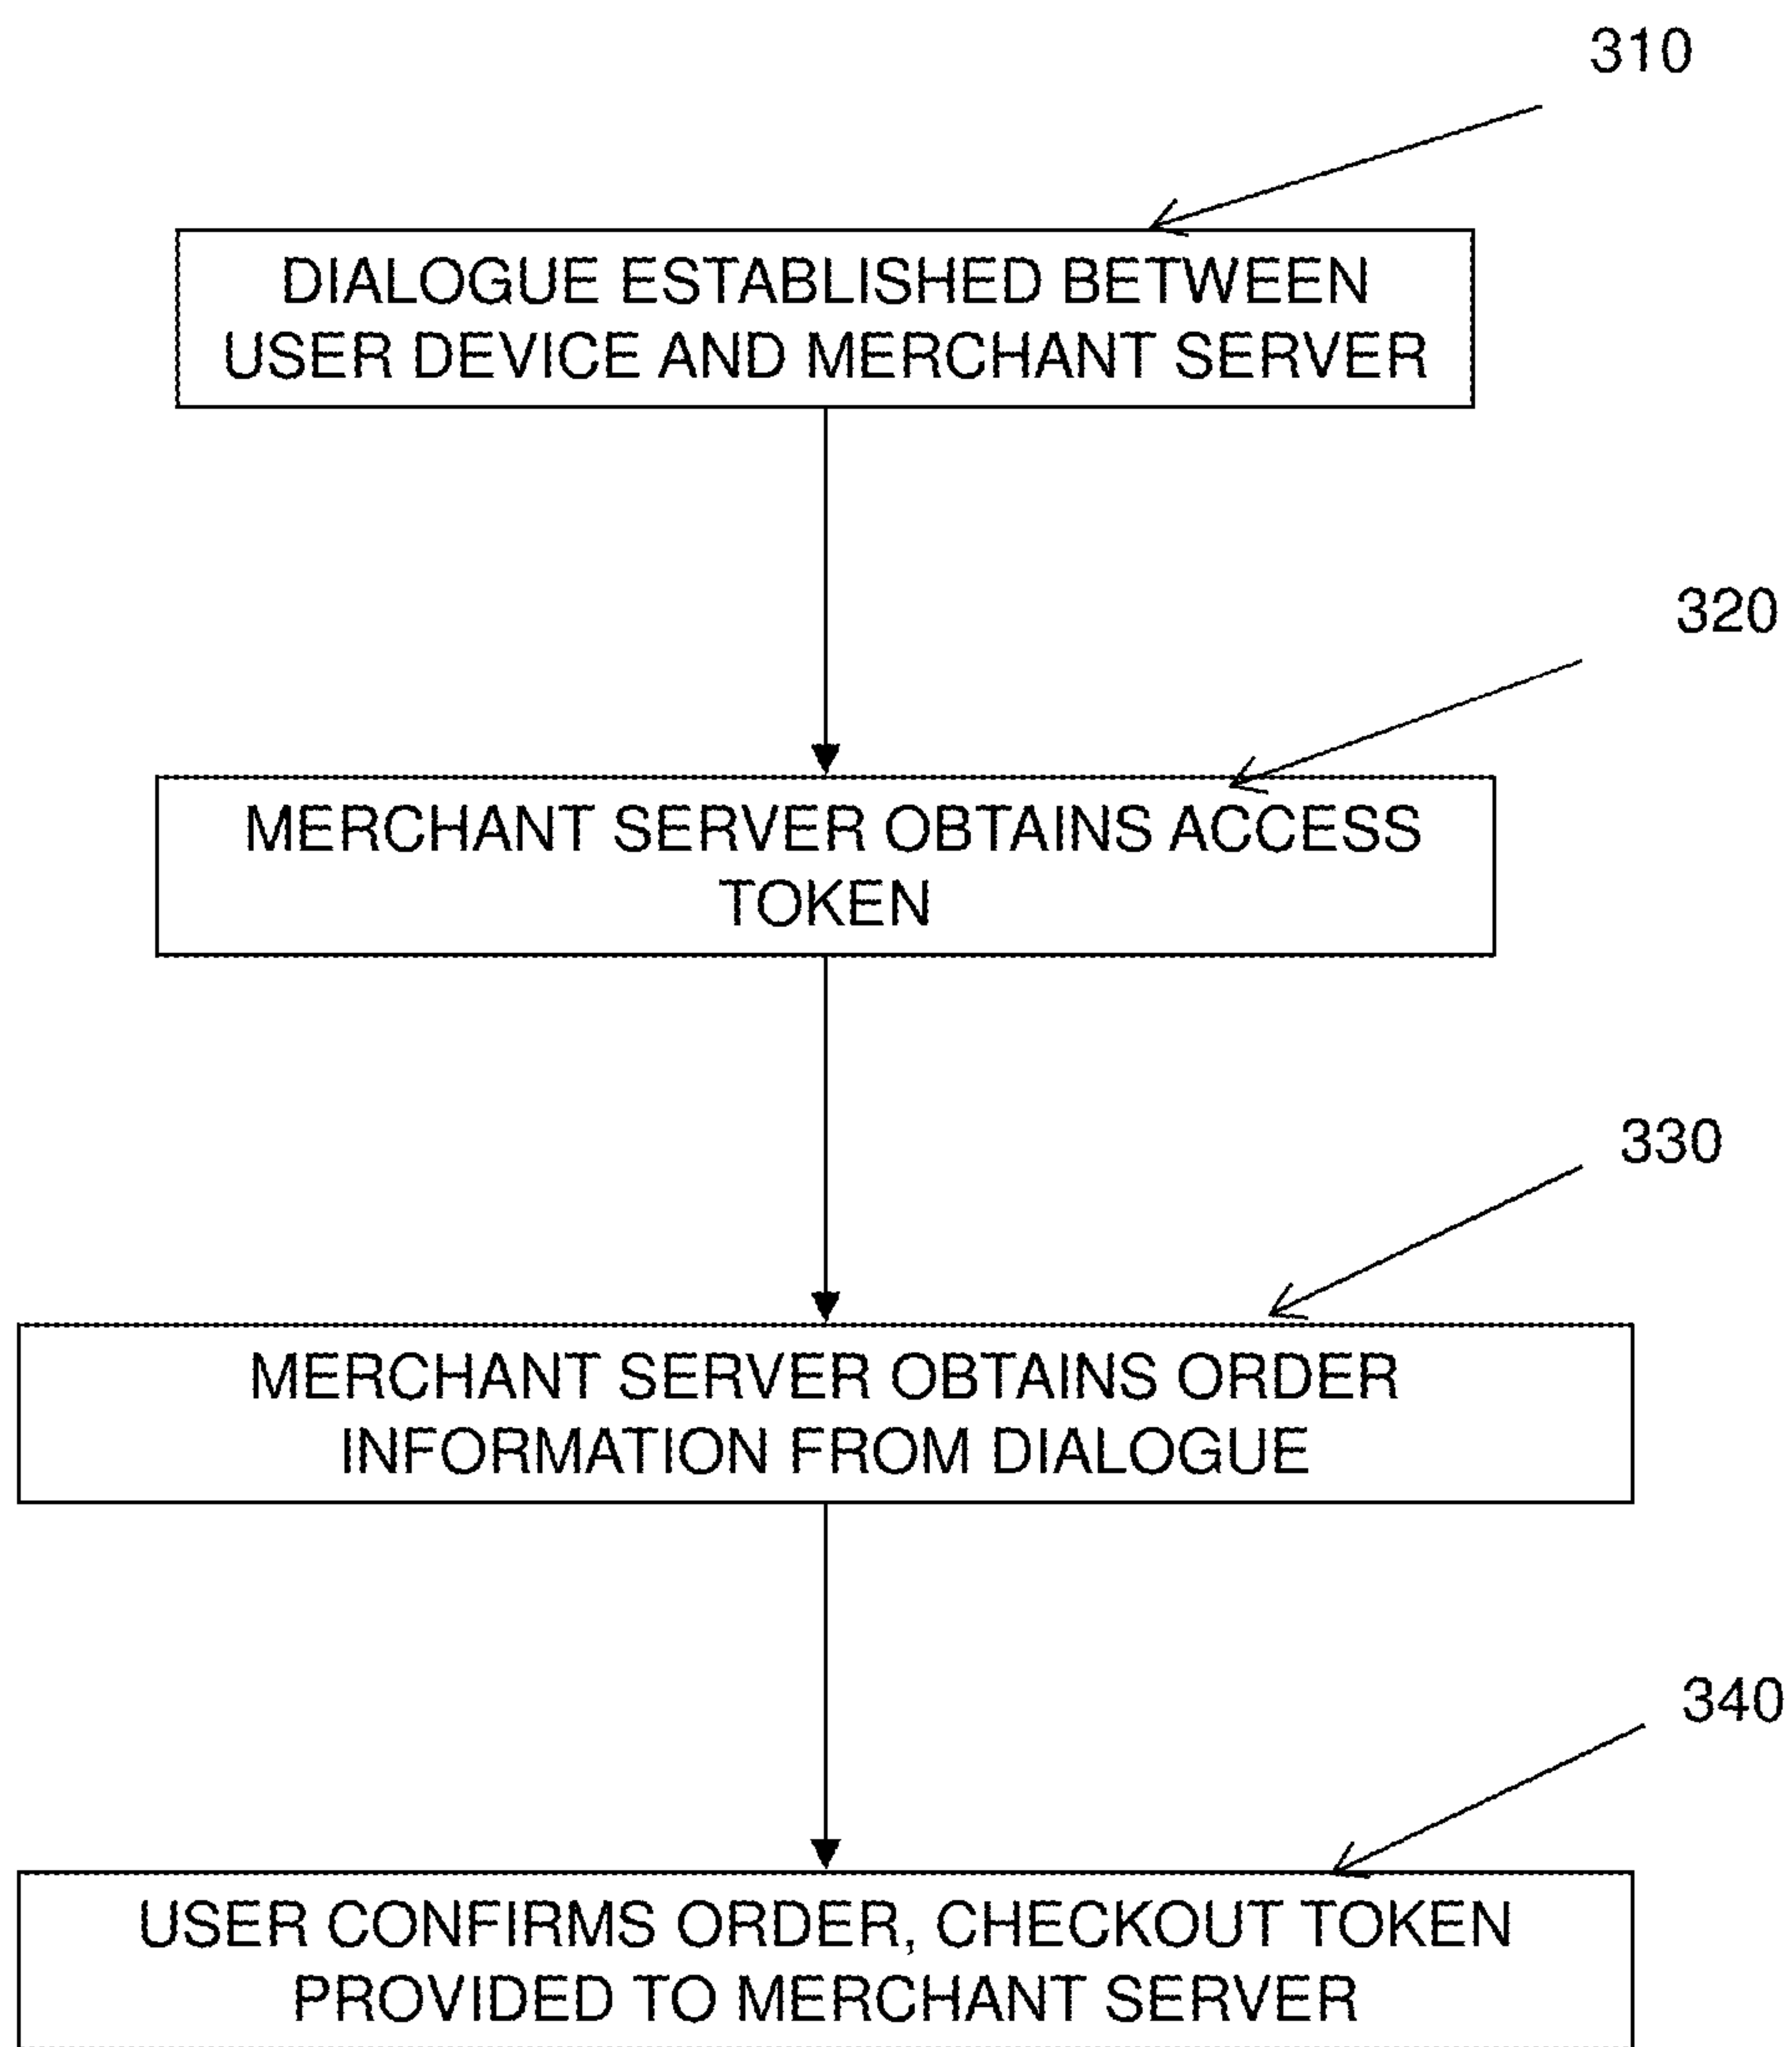 310
DIALOGUE ESTABLISHED BETWEEN
USER DEVICE AND MERCHANT SERVER
320
MERCHANT SERVER OBTAINS ACCESS
TOKEN
330
MERCHANT SERVER OBTAINS ORDER
INFORMATION FROM DIALOGUE
340
USER CONFIRMS ORDER, CHECKOUT TOKEN
PROVIDED TO MERCHANT SERVER